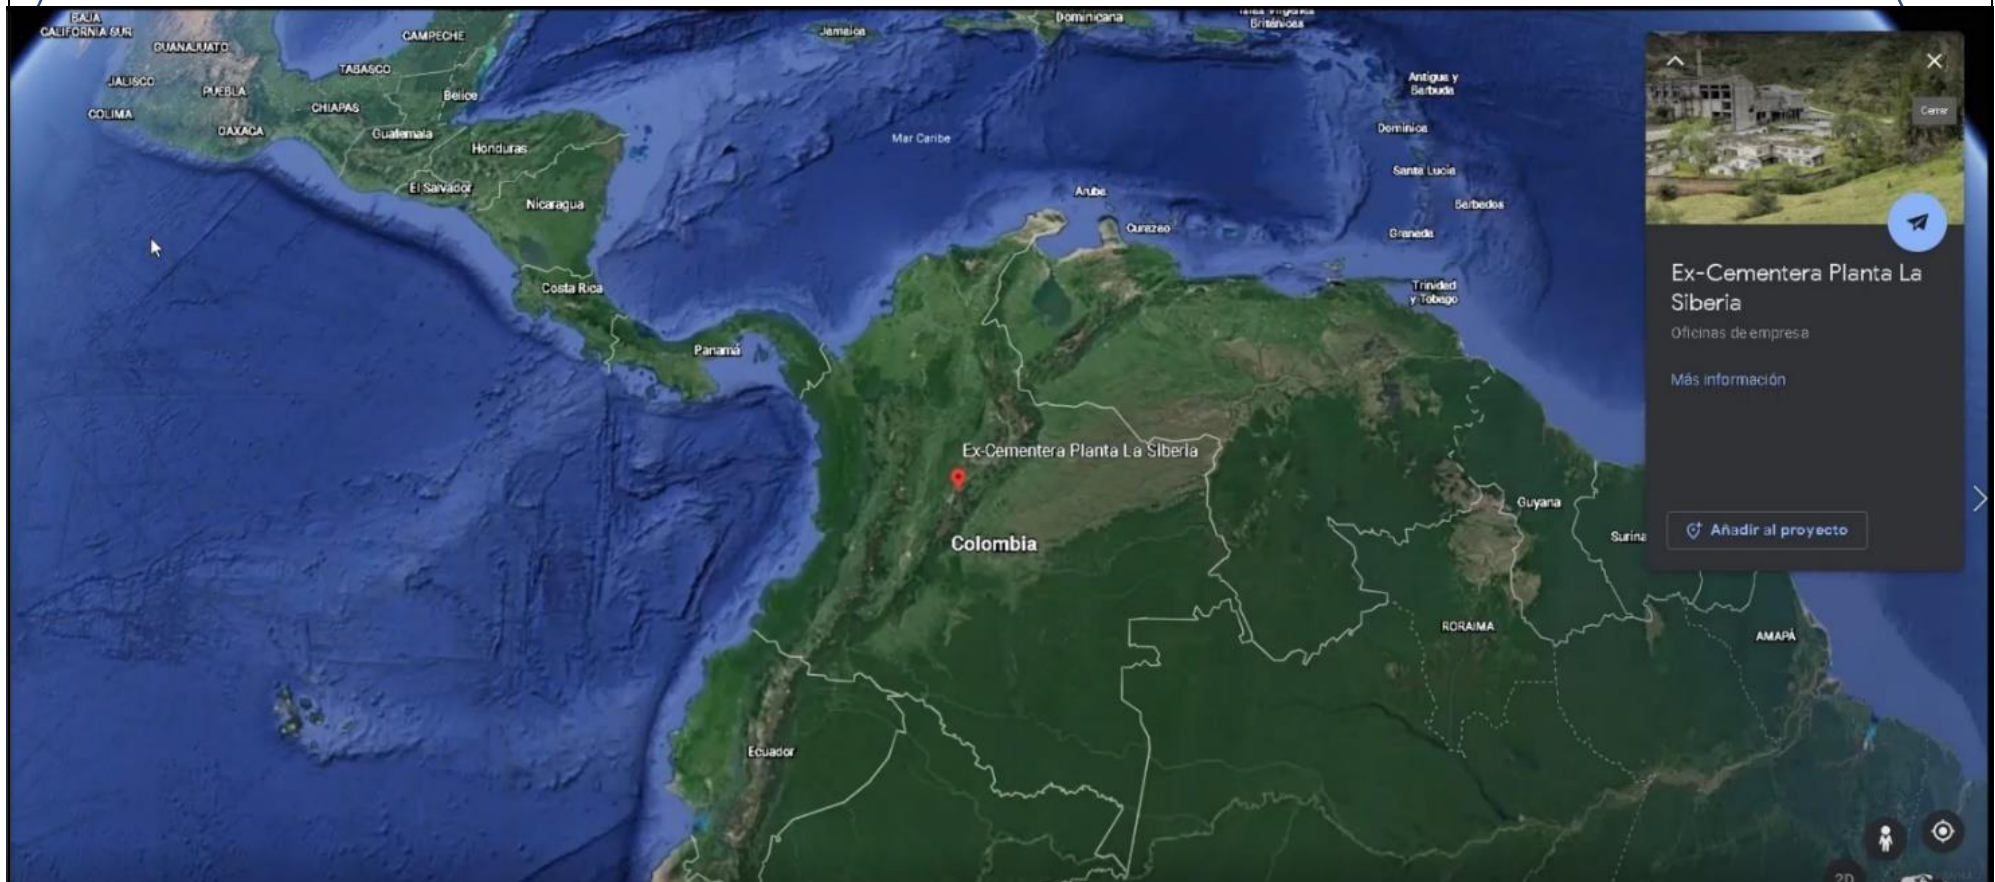 BAJA
CALIFORNIA SUR
GUANAJUATO
JALISCO
COLIMA
PUEBLA
OAXACA
CAMPECHE
TABASCO
CHIAPAS
Belice
Guatemala
Honduras
El Salvador
Nicaragua
Costa Rica
Panamá
Jamaica
Dominicana
Británicas
Mar Caribe
Antigua y
Barbuda
Dominica
Santa Lucía
Barbados
Granada
Trinidad
y Tobago
Aruba
Curazao
Ex-Cementera Planta La Siberia
Colombia
Ecuador
Guyana
Surina
RORAIMA
AMAPÁ
Cerrar
Ex-Cementera Planta La
Siberia
Oficinas de empresa
Más información
Añadir al proyecto
2D